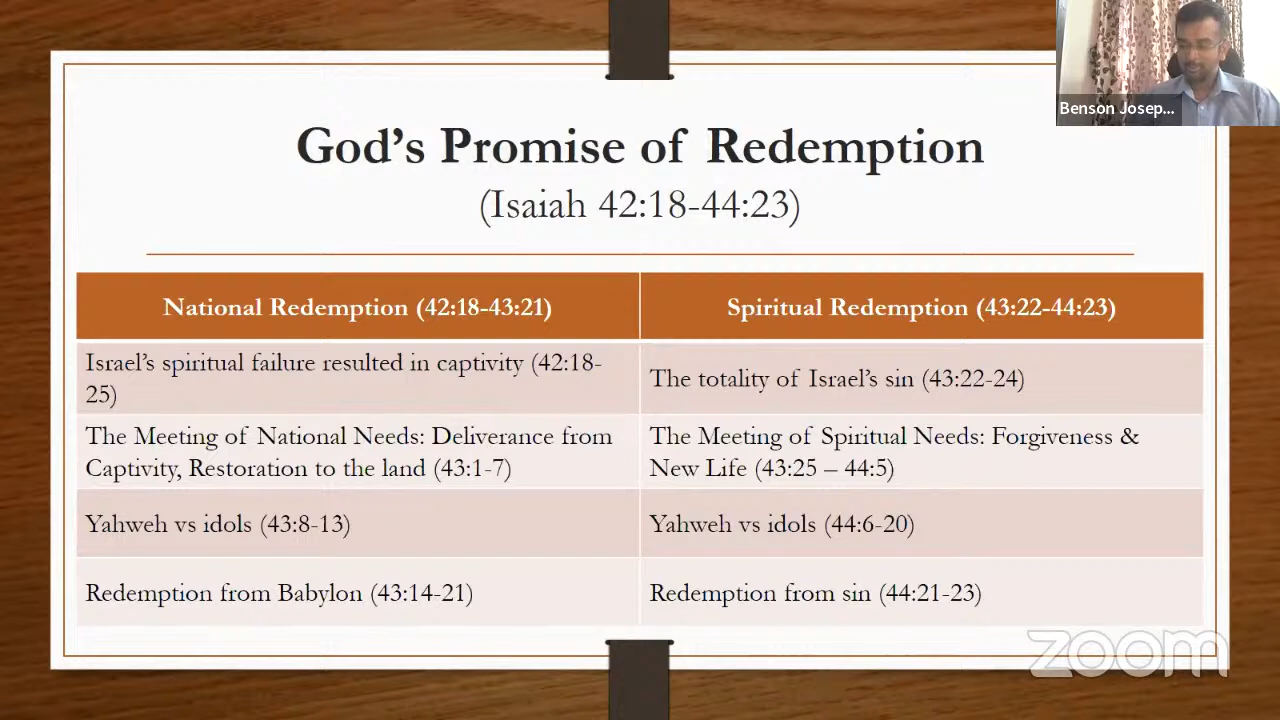 Benson Josep...
God's Promise of Redemption
(Isaiah 42:18-44:23)
National Redemption (42:18-43:21)
Spiritual Redemption (43:22-44:23)
Israel's spiritual failure resulted in captivity (42:18-
25)
The totality of Israel's sin (43:22-24)
The Meeting of National Needs: Deliverance from
Captivity, Restoration to the land (43:1-7)
The Meeting of Spiritual Needs: Forgiveness &
New Life (43:25 – 44:5)
Yahweh vs idols (43:8-13)
Yahweh vs idols (44:6-20)
Redemption from Babylon (43:14-21)
Redemption from sin (44:21-23)
zoom